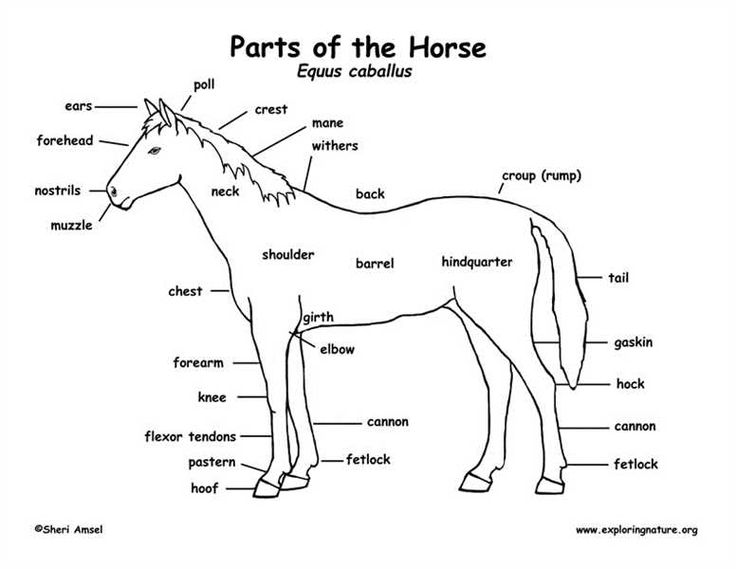 Parts of the Horse
Equus caballus
poll
ears
crest
mane
forehead
withers
croup (rump)
nostrils
neck
back
muzzle
shoulder
barrel
hindquarter
tail
chest
girth
elbow
gaskin
forearm
hock
knee
cannon
cannon
flexor tendons
pastern
fetlock
fetlock
hoof
©Sheri Amsel
www.exploringnature.org